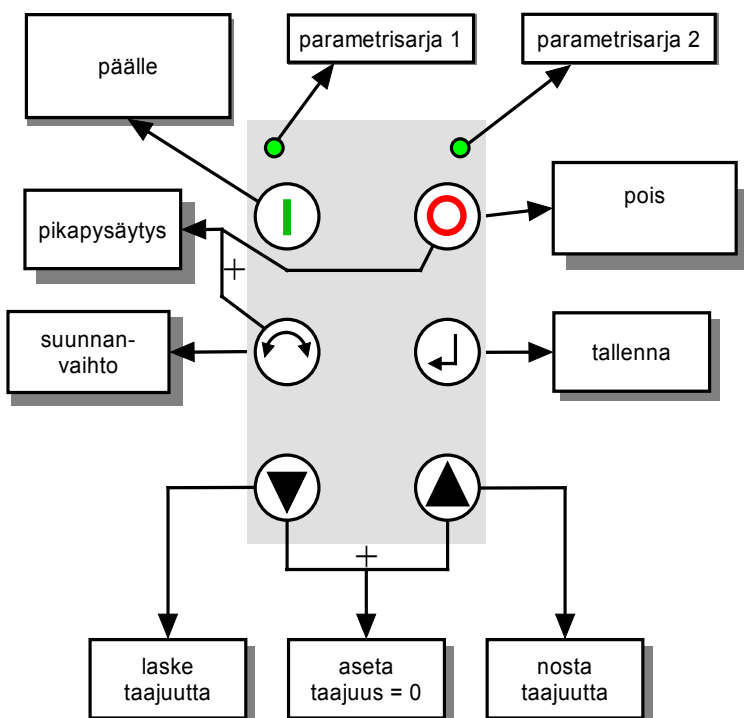 parametrisarja 1
parametrisarja 2
päälle
pois
pikapysäytys
+
suunnan-
vaihto
tallenna
+
laske
taajuutta
aseta
taajuus = 0
nosta
taajuutta